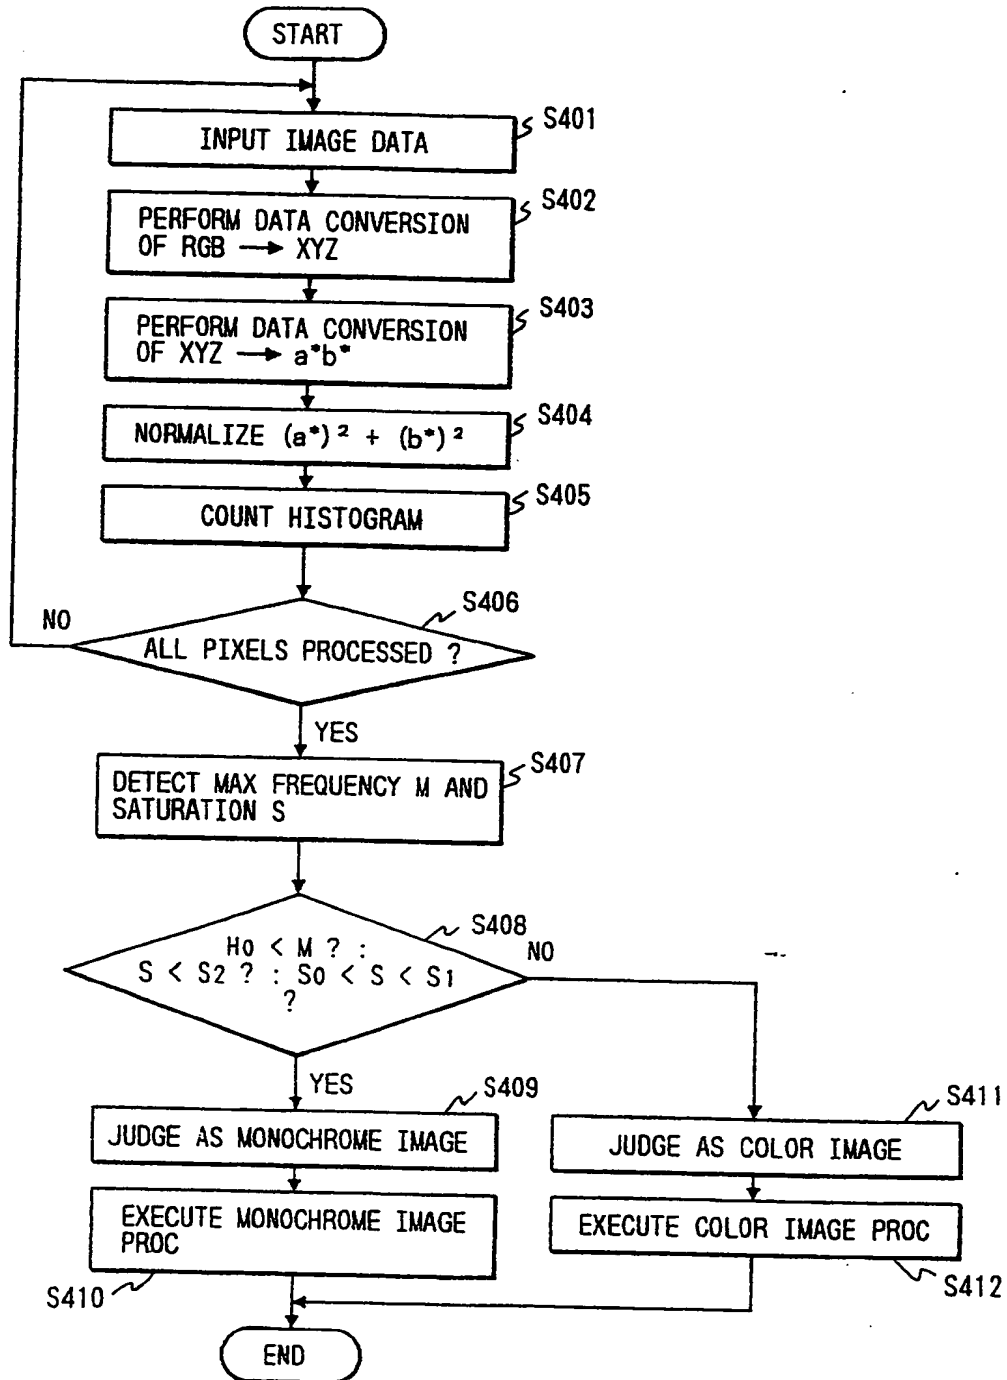 START
INPUT IMAGE DATA
S401
PERFORM DATA CONVERSION
OF RGB → XYZ
S402
PERFORM DATA CONVERSION
OF XYZ → a*b*
S403
NORMALIZE (a*)² + (b*)²
S404
COUNT HISTOGRAM
S405
S406
NO
ALL PIXELS PROCESSED ?
YES
S407
DETECT MAX FREQUENCY M AND
SATURATION S
S408
H0 < M ? :
S < S2 ? : S0 < S < S1
?
NO
YES
S409
JUDGE AS MONOCHROME IMAGE
S411
JUDGE AS COLOR IMAGE
EXECUTE MONOCHROME IMAGE
PROC
S410
EXECUTE COLOR IMAGE PROC
S412
END